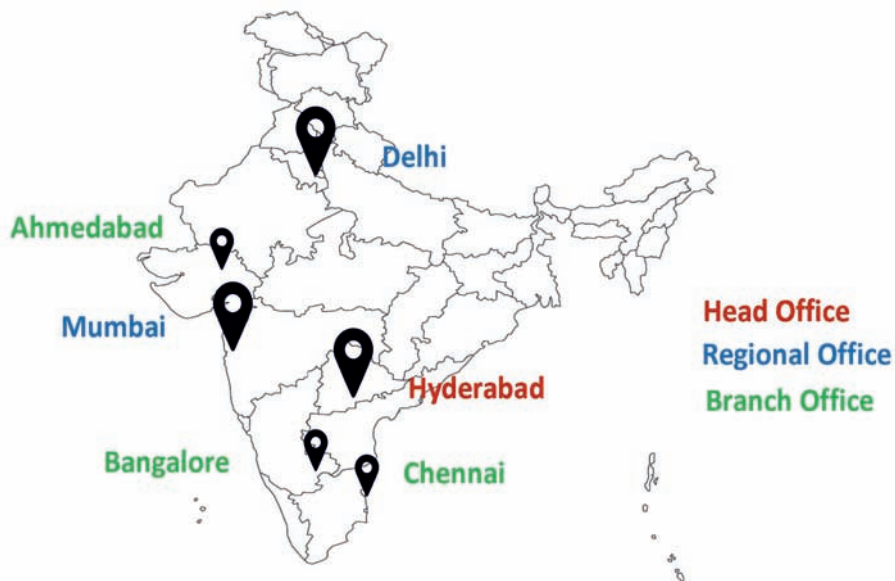 Delhi
Ahmedabad
Mumbai
Head Office
Regional Office
Hyderabad
Branch Office
Bangalore
Chennai